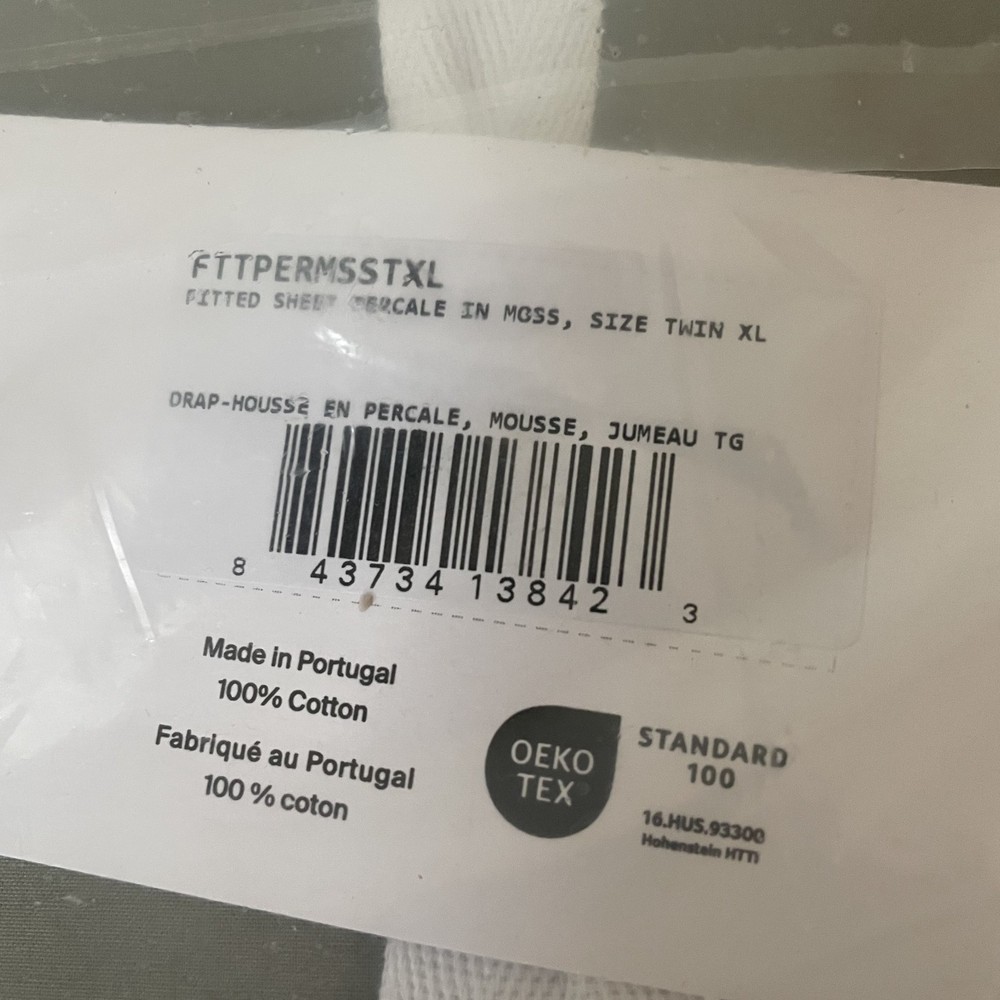 FTTPERMSSTXL
FITTED SHEET PERCALE IN MOSS, SIZE TWIN XL
DRAP-HOUSSE EN PERCALE, MOUSSE, JUMEAU TG
8 43734 13842 3
Made in Portugal
100% Cotton
Fabriqué au Portugal
100 % coton
OEKO
TEX
STANDARD
100
16.HUS.93300
Hohenstein HTTI